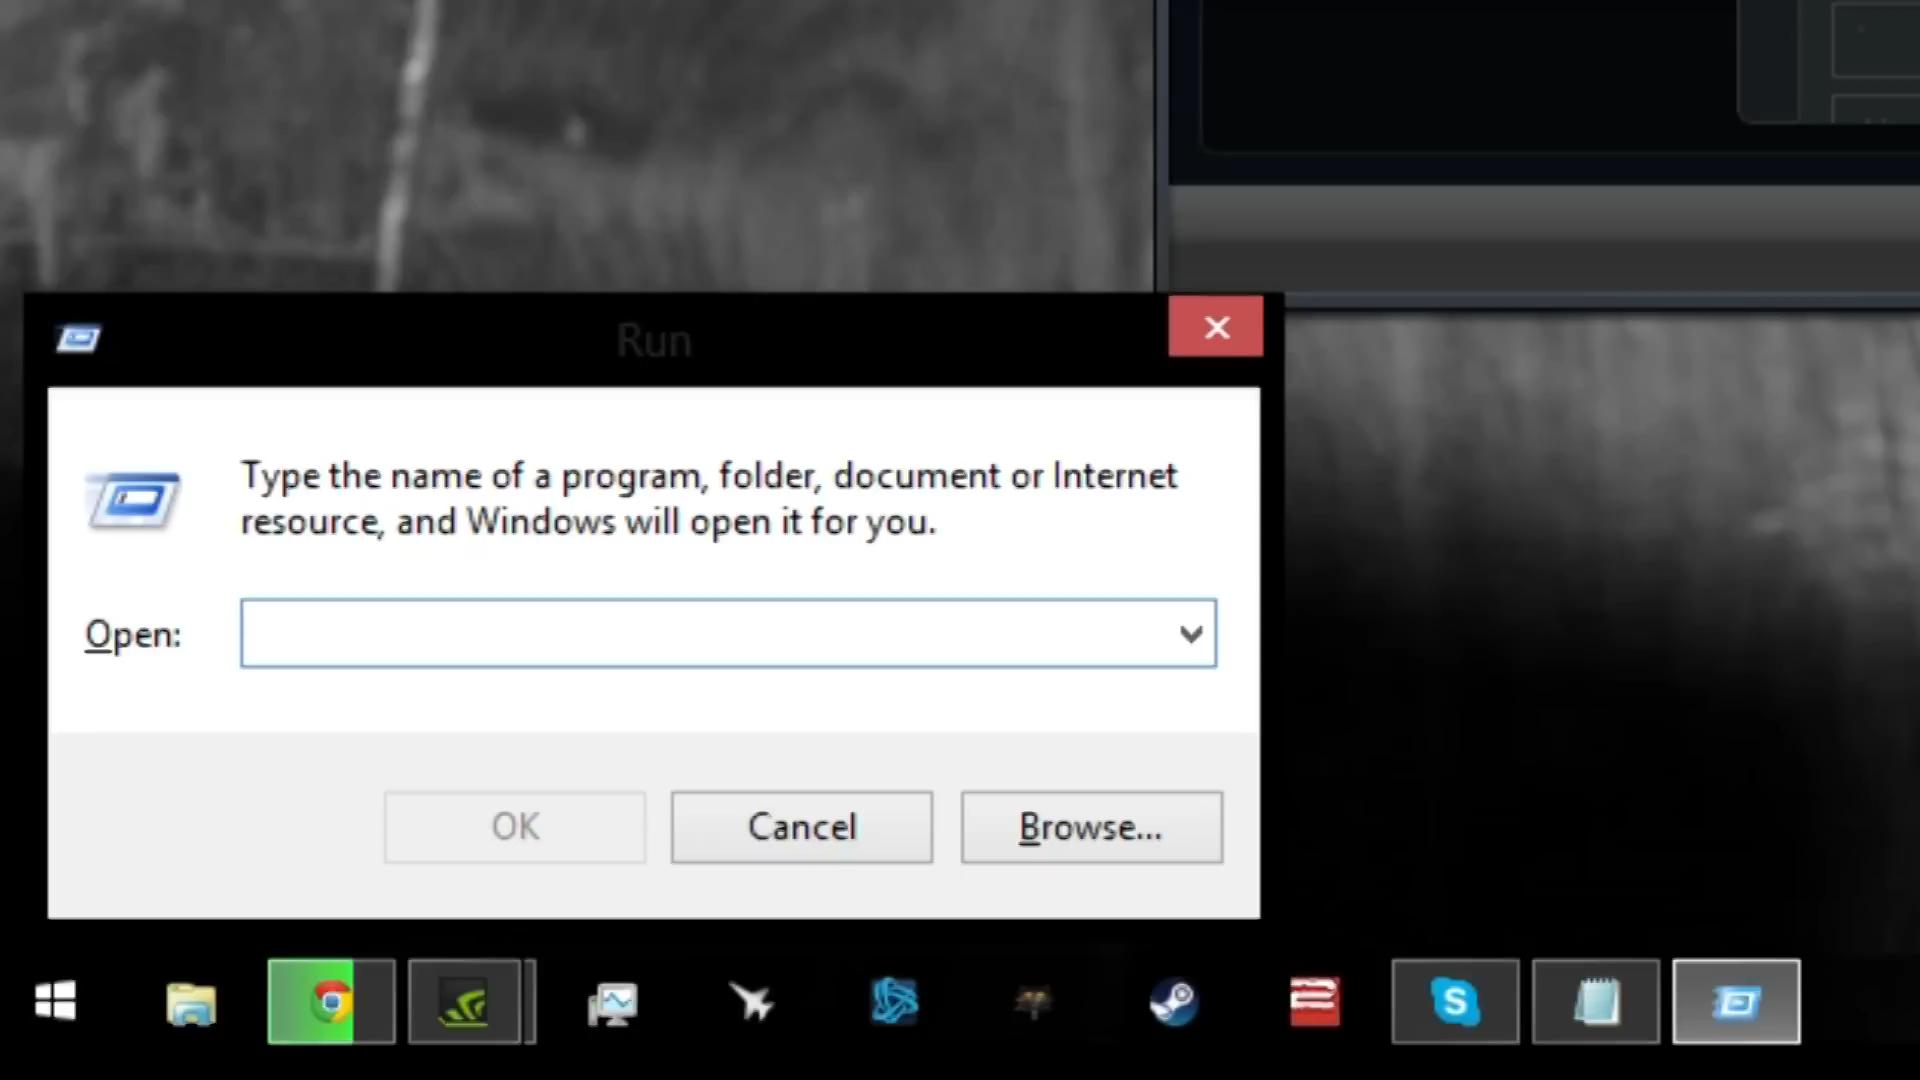 Run
Type the name of a program, folder, document or Internet
resource, and Windows will open it for you.
Open:
OK
Cancel
Browse...